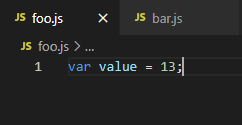 JS foo.js × JS bar.js
JS foo.js > ...
1 var value = 13;